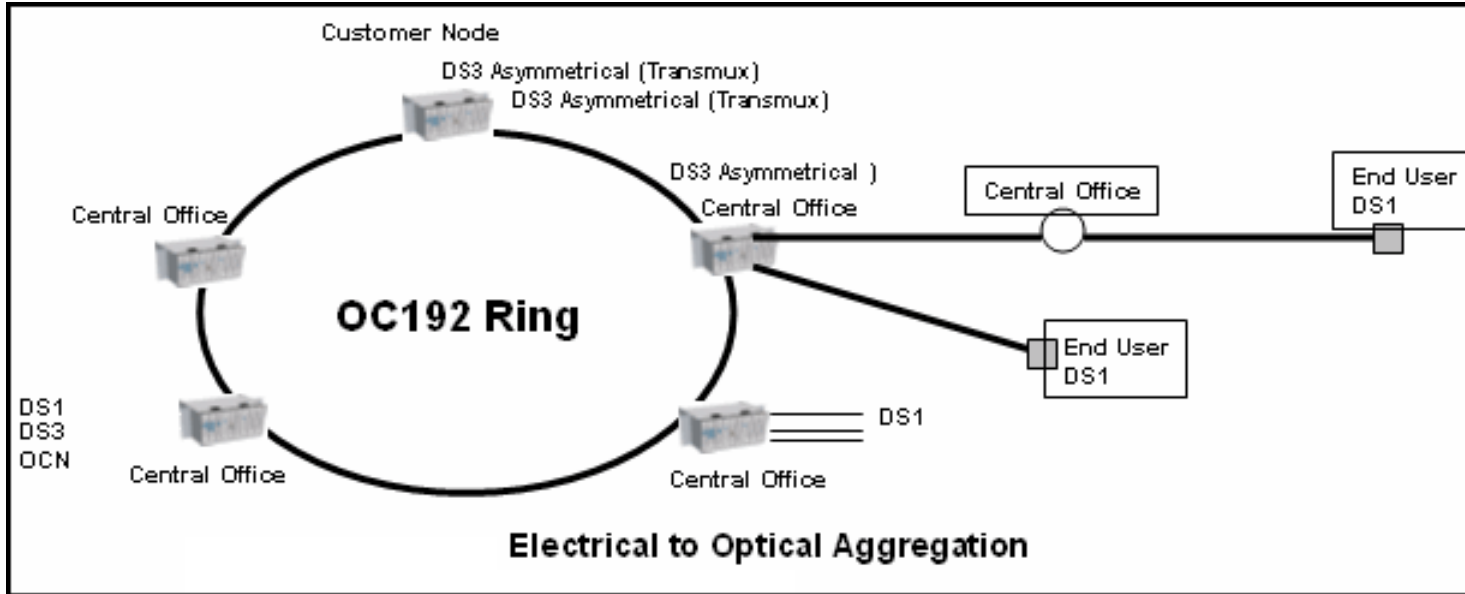 Customer Node
DS3 Asymmetrical (Transmux)
DS3 Asymmetrical (Transmux)
DS3 Asymmetrical )
Central Office
Central Office
End User
DS1
Central Office
OC192 Ring
End User
DS1
DS1
DS3
OCN
Central Office
DS1
Central Office
Electrical to Optical Aggregation